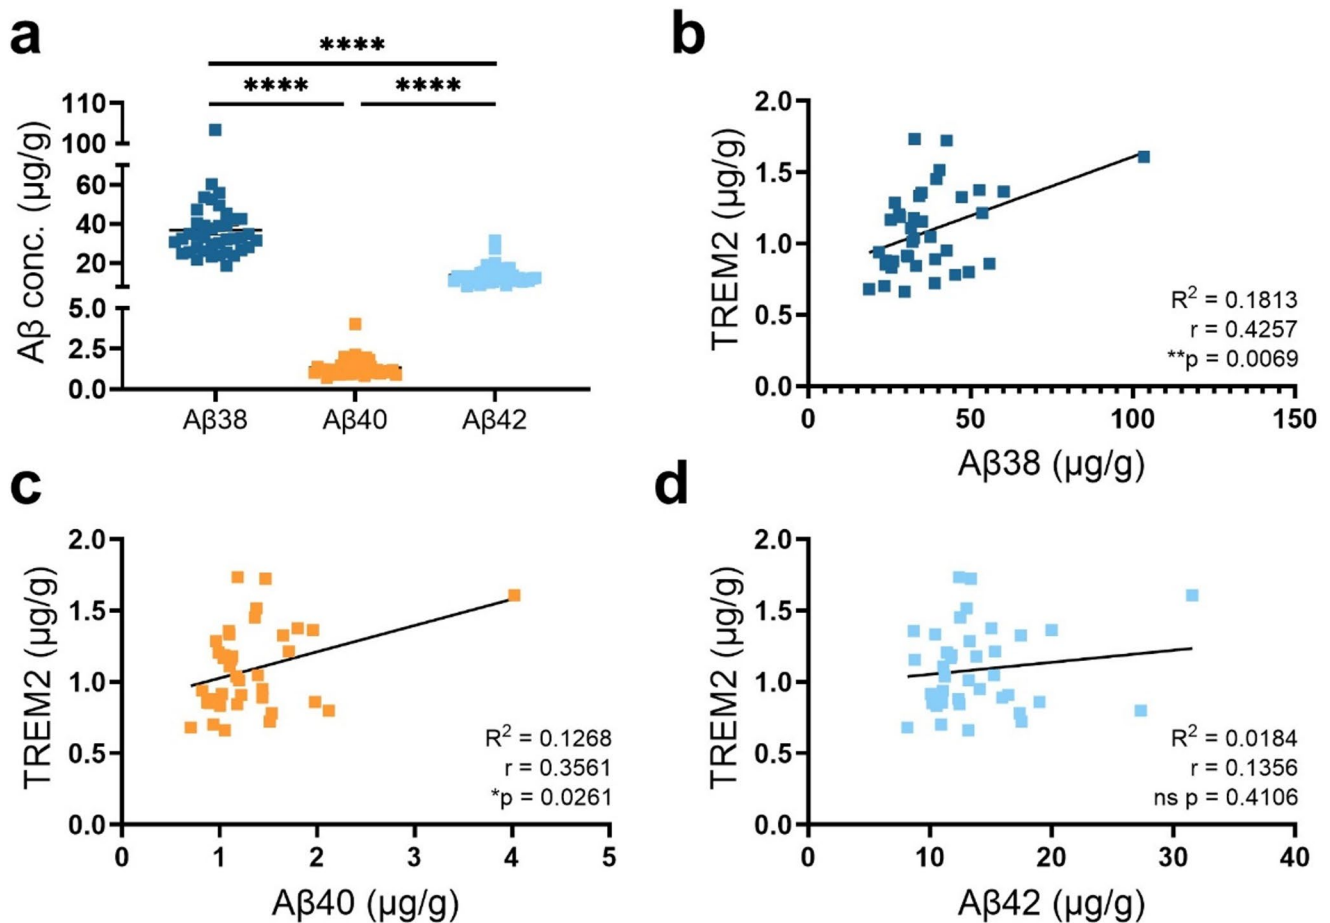 a
****
**** ****
Aβ conc. (µg/g)
110
100
60
40
20
5.0
2.5
0.0
Aβ38 Aβ40 Aβ42
b
TREM2 (µg/g)
2.0
1.5
1.0
0.5
0.0
R² = 0.1813
r = 0.4257
**p = 0.0069
0 50 100 150
Aβ38 (µg/g)
c
TREM2 (µg/g)
2.0
1.5
1.0
0.5
0.0
R² = 0.1268
r = 0.3561
*p = 0.0261
0 1 2 3 4 5
Aβ40 (µg/g)
d
TREM2 (µg/g)
2.0
1.5
1.0
0.5
0.0
R² = 0.0184
r = 0.1356
ns p = 0.4106
0 10 20 30 40
Aβ42 (µg/g)